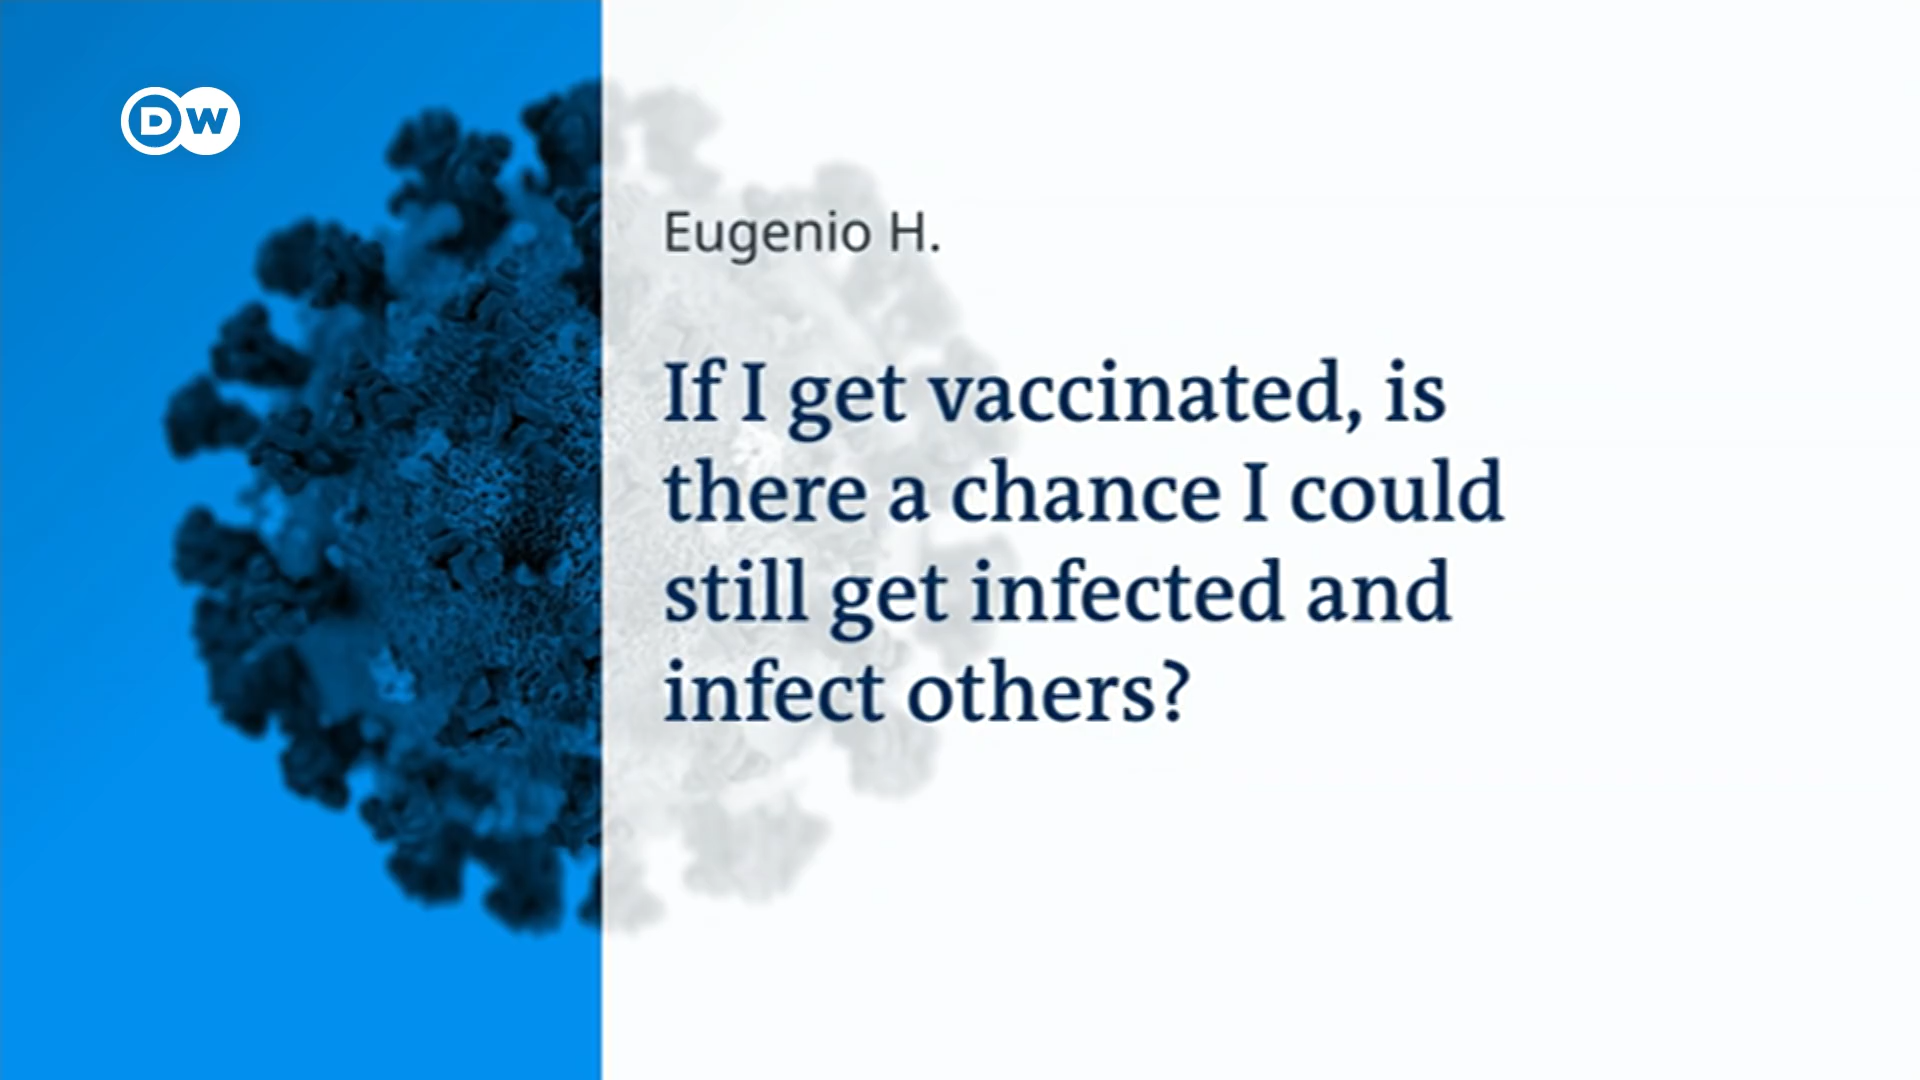 DW
Eugenio H.
If I get vaccinated, is
there a chance I could
still get infected and
infect others?